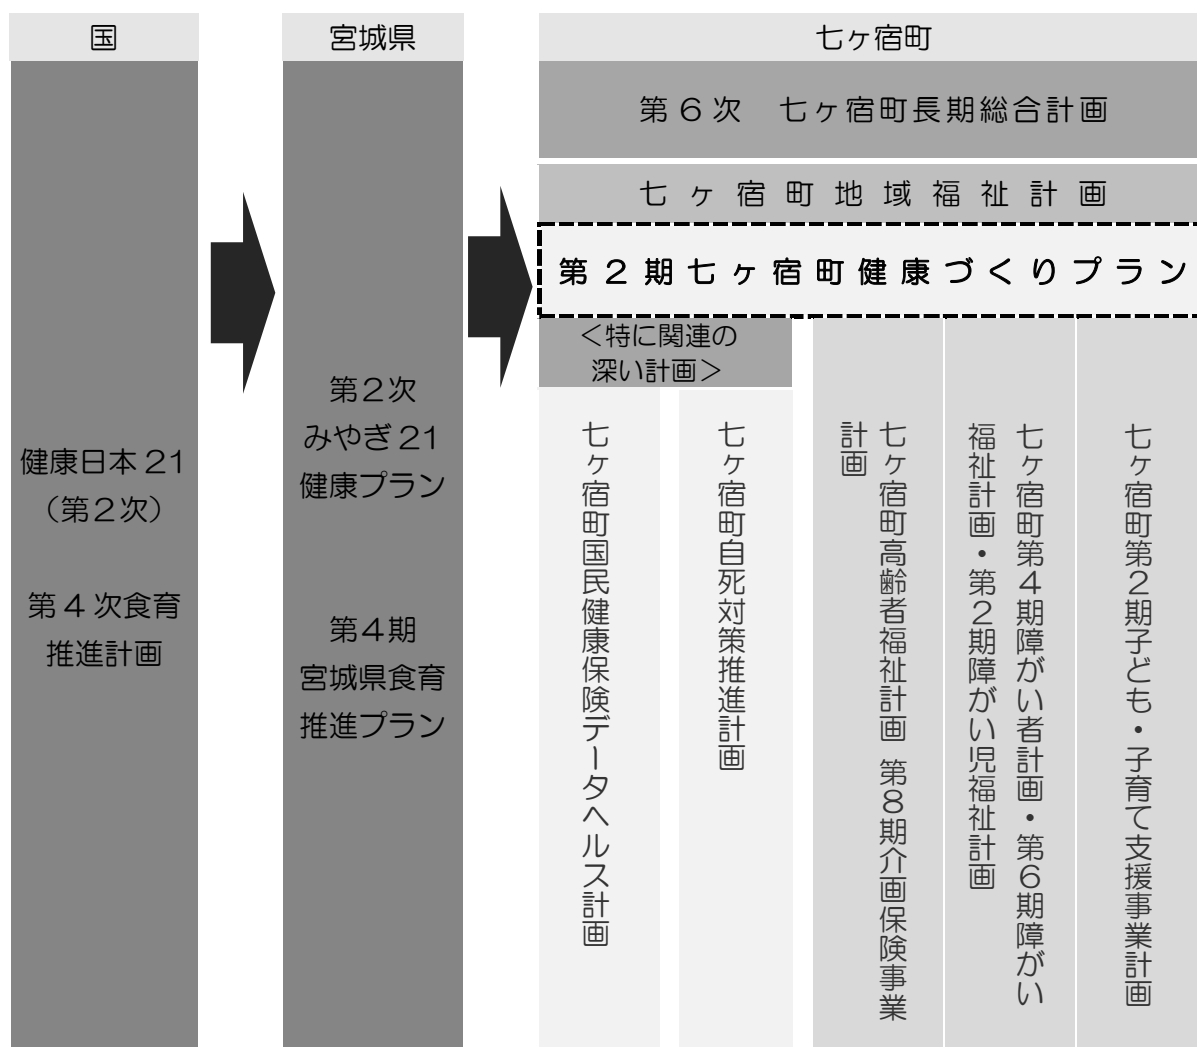 国
健康日本21
（第２次）
第４次食育
推進計画
宮城県
第２次
みやぎ21
健康プラン
第４期
宮城県食育
推進プラン
七ヶ宿町
第６次　七ヶ宿町長期総合計画
七ヶ宿町地域福祉計画
第２期七ヶ宿町健康づくりプラン
＜特に関連の
深い計画＞
七ヶ宿町国民健康保険データヘルス計画
七ヶ宿町自死対策推進計画
七ヶ宿町高齢者福祉計画 第８期介画保険事業
計画
七ヶ宿町第４期障がい者計画・第６期障がい
福祉計画・第２期障がい児福祉計画
七ヶ宿町第２期子ども・子育て支援事業計画